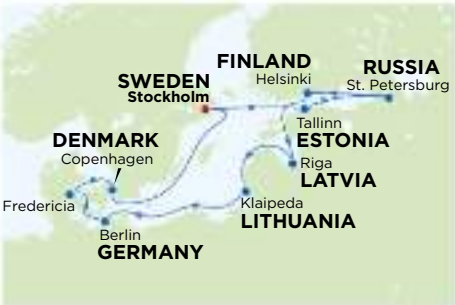 FINLAND
Helsinki
RUSSIA
St. Petersburg
SWEDEN
Stockholm
Tallinn
ESTONIA
DENMARK
Copenhagen
Riga
LATVIA
Fredericia
Klaipeda
LITHUANIA
Berlin
GERMANY